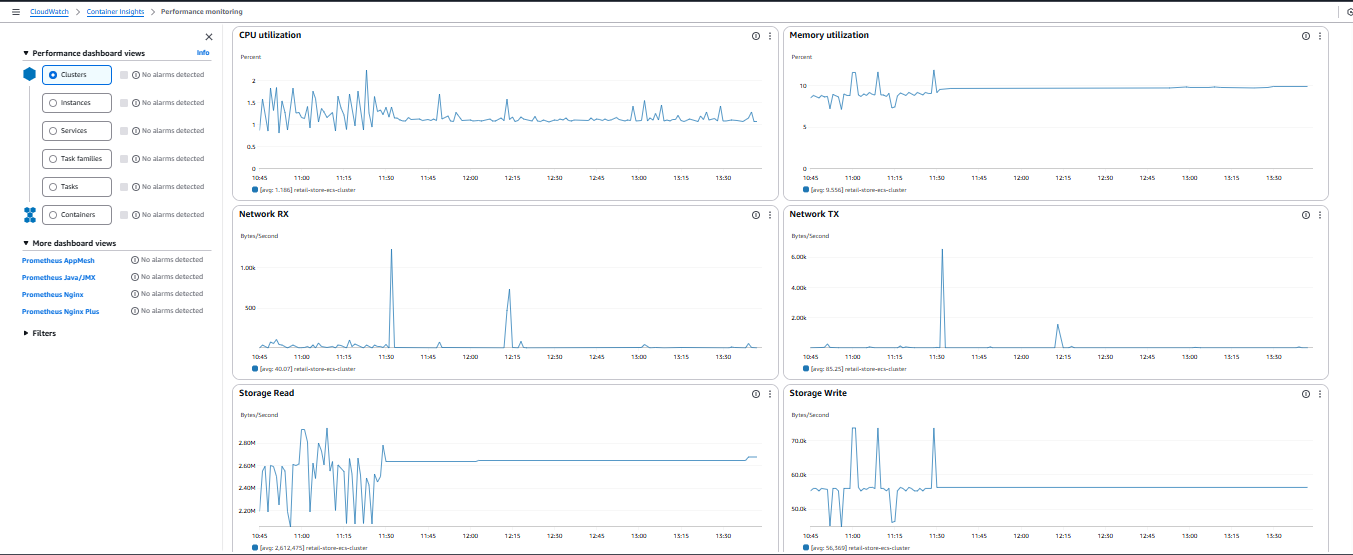 CloudWatch > Container Insights > Performance monitoring
Performance dashboard views Info
Clusters No alarms detected
Instances No alarms detected
Services No alarms detected
Task families No alarms detected
Tasks No alarms detected
Containers No alarms detected
More dashboard views
Prometheus AppMesh No alarms detected
Prometheus Java/JMX No alarms detected
Prometheus Nginx No alarms detected
Prometheus Nginx Plus No alarms detected
Filters
CPU utilization
Percent
2
1.5
1
0.5
0
10:45 11:00 11:15 11:30 11:45 12:00 12:15 12:30 12:45 13:00 13:15 13:30
[avg: 1.186] retail-store-ecs-cluster
Memory utilization
Percent
10
5
0
10:45 11:00 11:15 11:30 11:45 12:00 12:15 12:30 12:45 13:00 13:15 13:30
[avg: 9.556] retail-store-ecs-cluster
Network RX
Bytes/Second
1.00k
500
0
10:45 11:00 11:15 11:30 11:45 12:00 12:15 12:30 12:45 13:00 13:15 13:30
[avg: 40.07] retail-store-ecs-cluster
Network TX
Bytes/Second
6.00k
4.00k
2.00k
0
10:45 11:00 11:15 11:30 11:45 12:00 12:15 12:30 12:45 13:00 13:15 13:30
[avg: 85.25] retail-store-ecs-cluster
Storage Read
Bytes/Second
2.80M
2.60M
2.40M
2.20M
10:45 11:00 11:15 11:30 11:45 12:00 12:15 12:30 12:45 13:00 13:15 13:30
[avg: 2,612,475] retail-store-ecs-cluster
Storage Write
Bytes/Second
70.0k
60.0k
50.0k
10:45 11:00 11:15 11:30 11:45 12:00 12:15 12:30 12:45 13:00 13:15 13:30
[avg: 56,369] retail-store-ecs-cluster